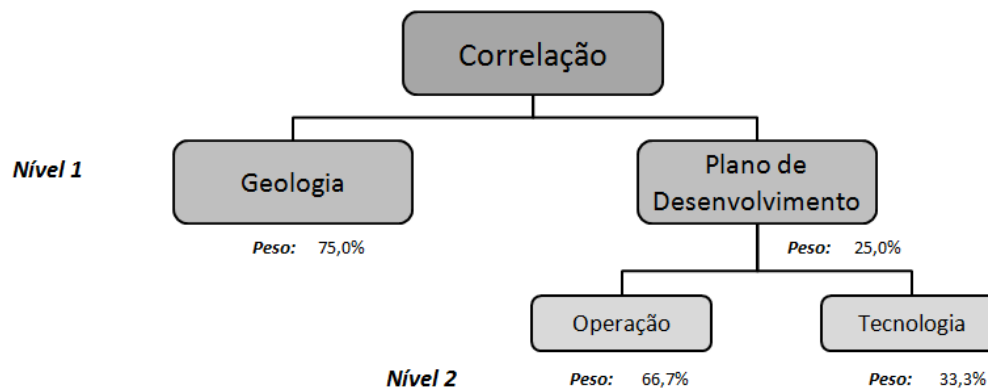 Correlação
Nível 1
Geologia
Plano de
Desenvolvimento
Peso: 75,0%
Peso: 25,0%
Operação
Tecnologia
Nível 2
Peso: 66,7%
Peso: 33,3%